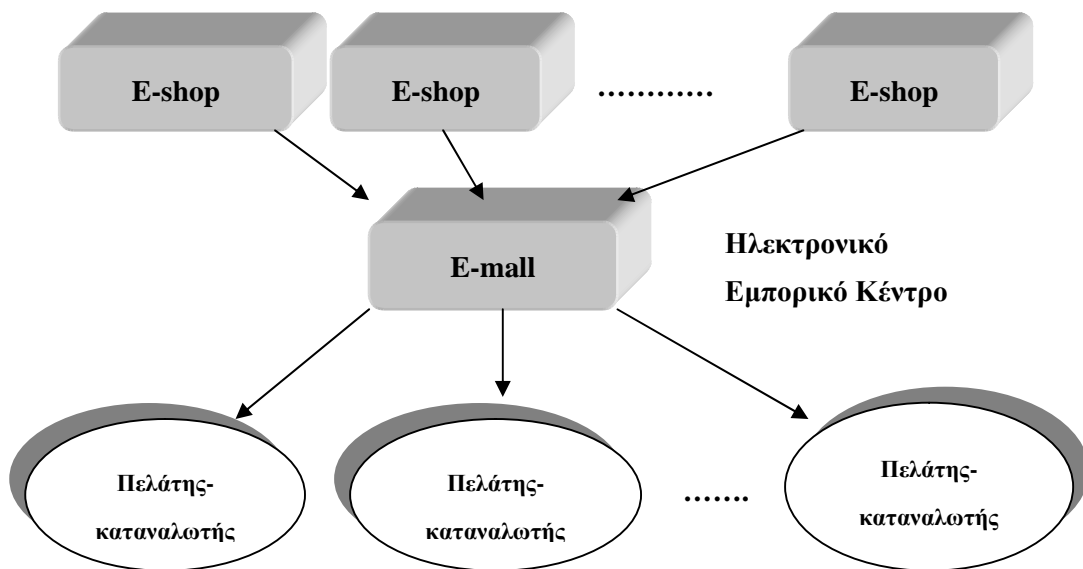 E-shop
E-shop
............
E-shop
E-mall
Ηλεκτρονικό
Εμπορικό Κέντρο
Πελάτης-
καταναλωτής
Πελάτης-
καταναλωτής
.......
Πελάτης-
καταναλωτής